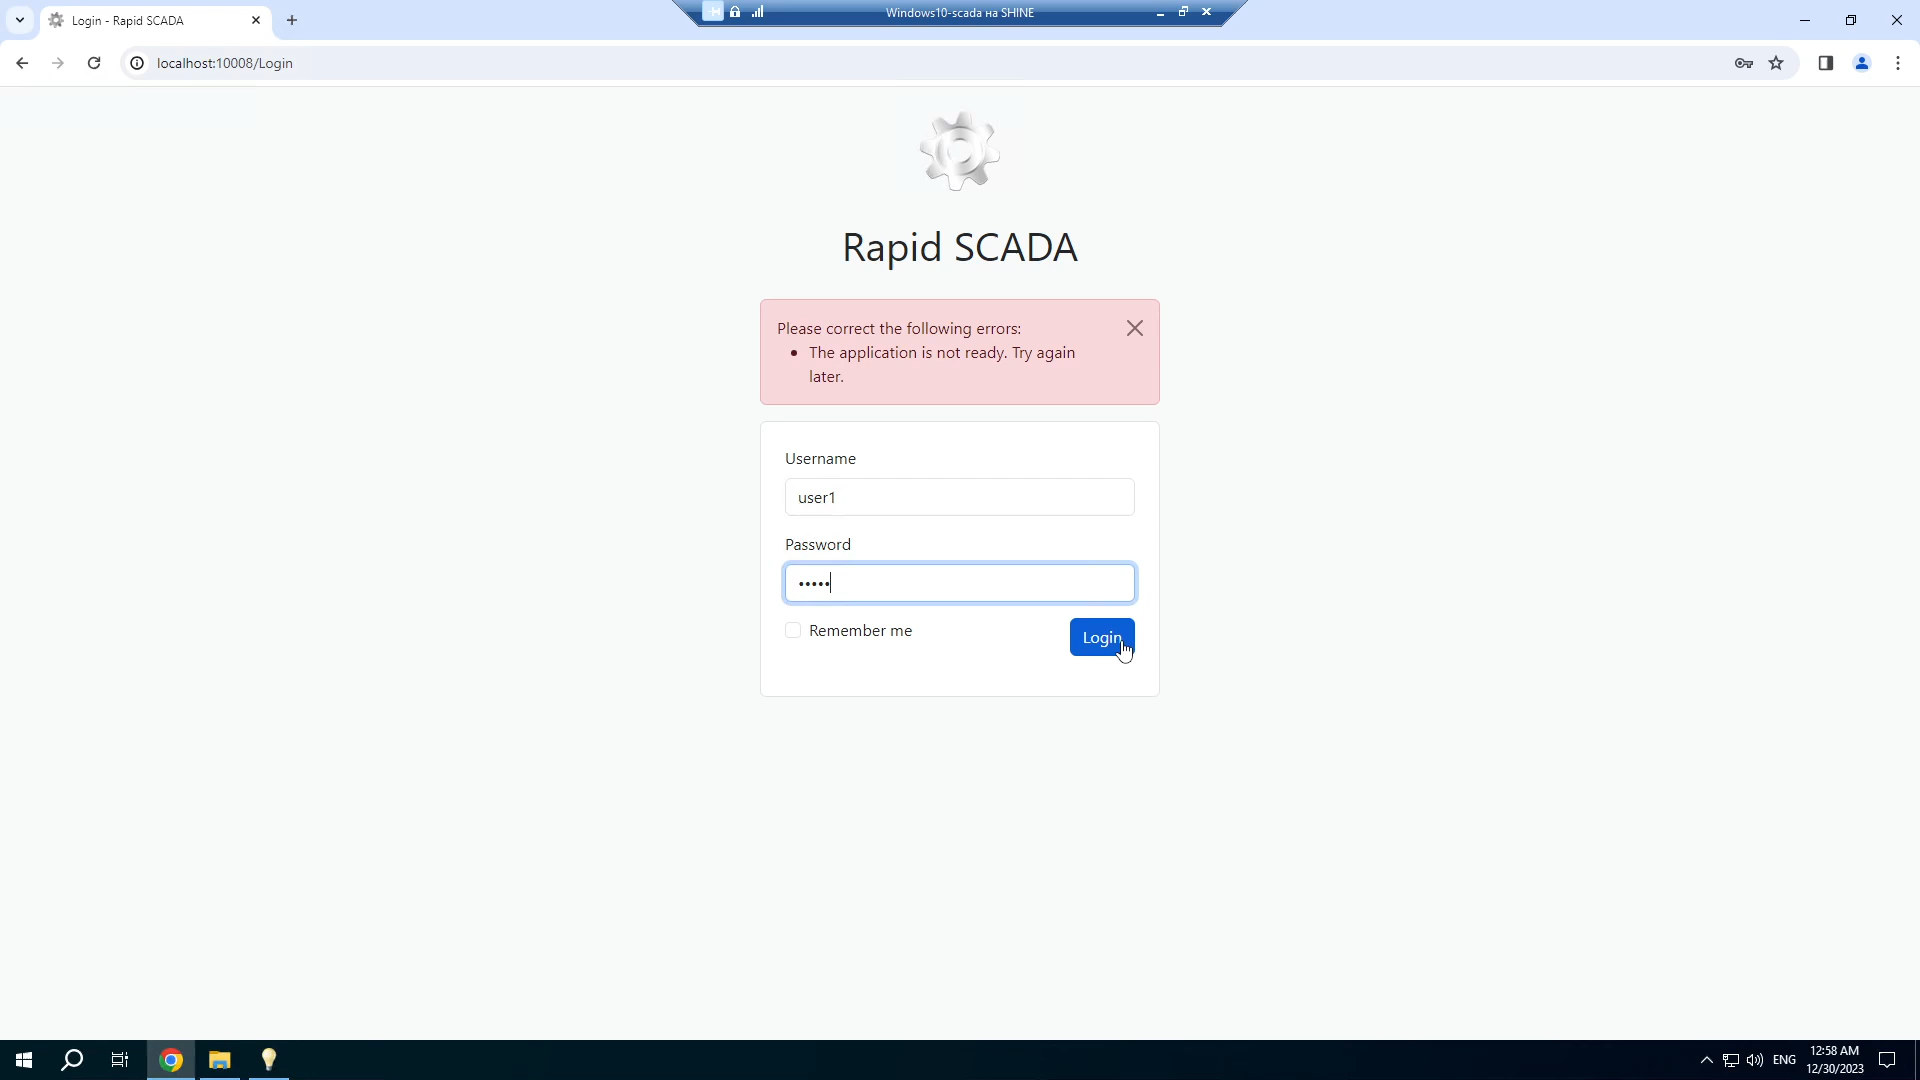 Login - Rapid SCADA
Windows10-scada на SHINE
localhost:10008/Login
Rapid SCADA
Please correct the following errors:
The application is not ready. Try again
later.
Username
user1
Password
•••••
Remember me
Login
ENG
12:58 AM
12/30/2023